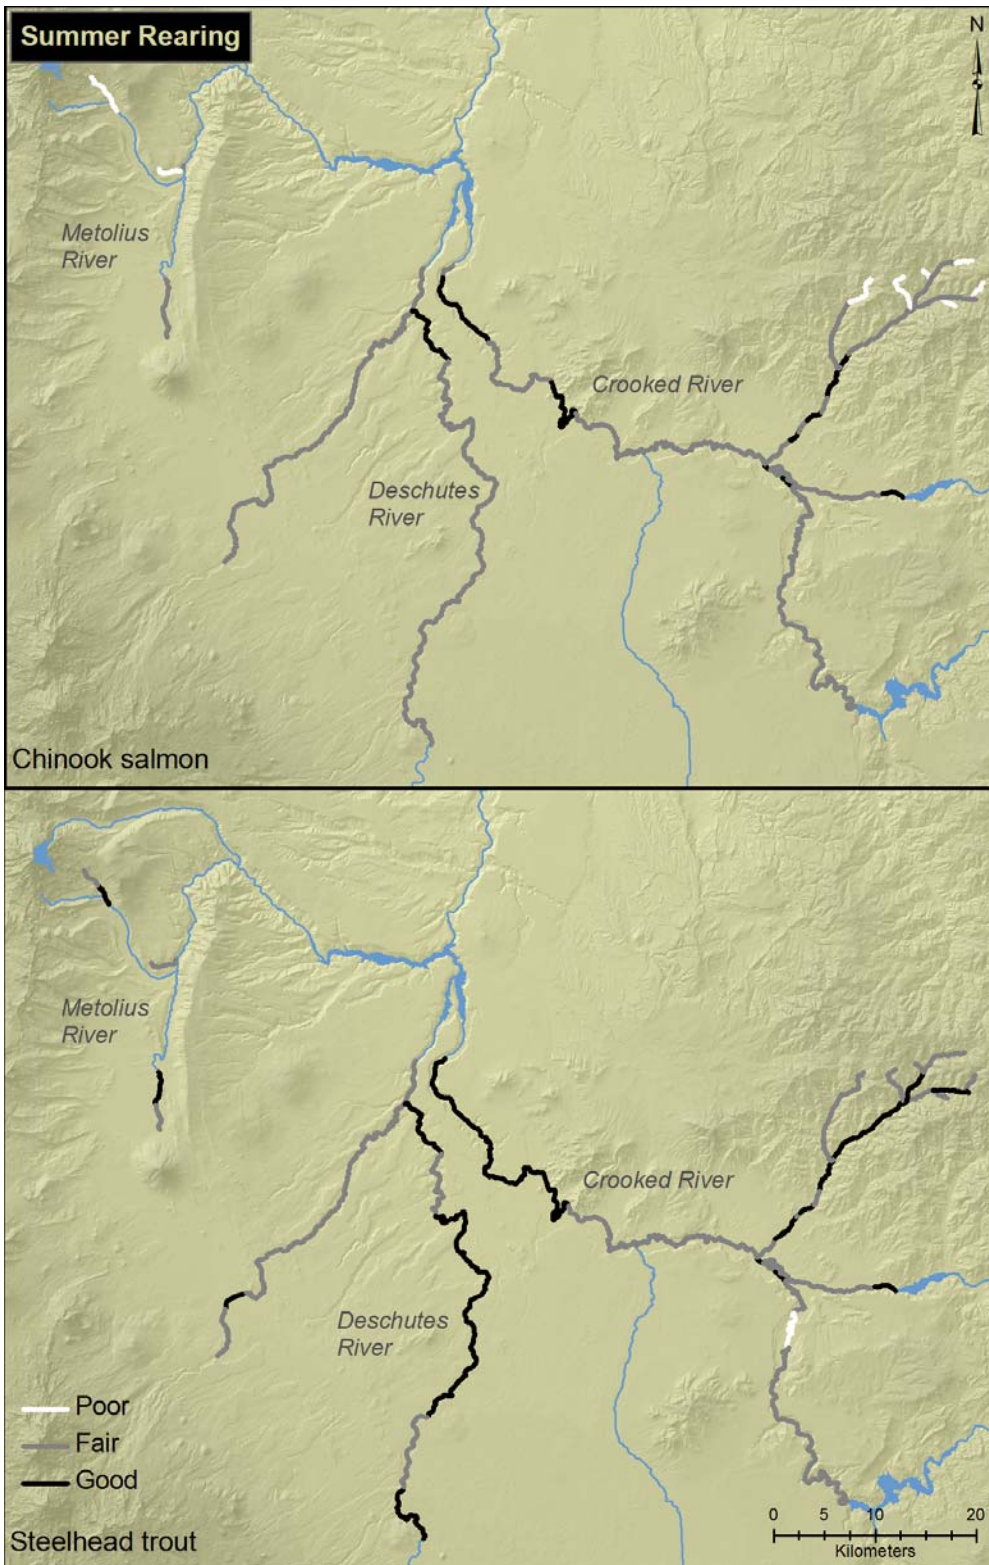 Summer Rearing
N
Metolius
River
Crooked River
Deschutes
River
Chinook salmon
Metolius
River
Crooked River
Deschutes
River
Poor
Fair
Good
Steelhead trout
0 5 10 20
Kilometers